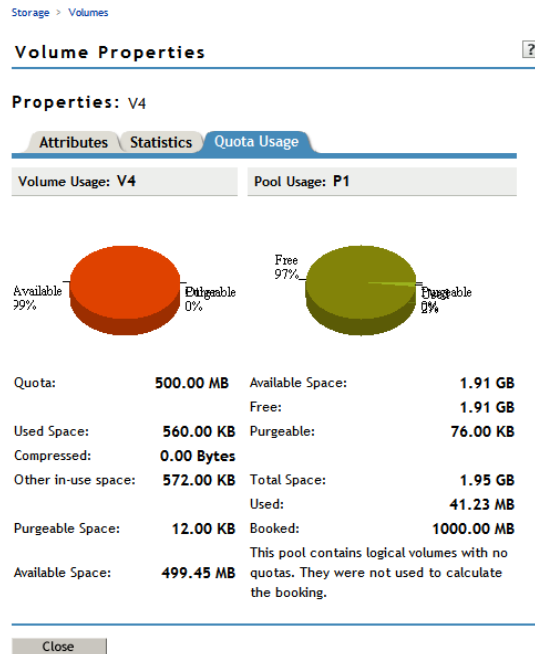 Storage > Volumes
Volume Properties
?
Properties: V4
Attributes
Statistics
Quota Usage
Volume Usage: V4
Pool Usage: P1
Available
99%
Purgeable
0%
Free
97%
Purgeable
Quota: 500.00 MB
Used Space: 560.00 KB
Compressed: 0.00 Bytes
Other in-use space: 572.00 KB
Purgeable Space: 12.00 KB
Available Space: 499.45 MB
Available Space: 1.91 GB
Free: 1.91 GB
Purgeable: 76.00 KB
Total Space: 1.95 GB
Used: 41.23 MB
Booked: 1000.00 MB
This pool contains logical volumes with no
quotas. They were not used to calculate
the booking.
Close